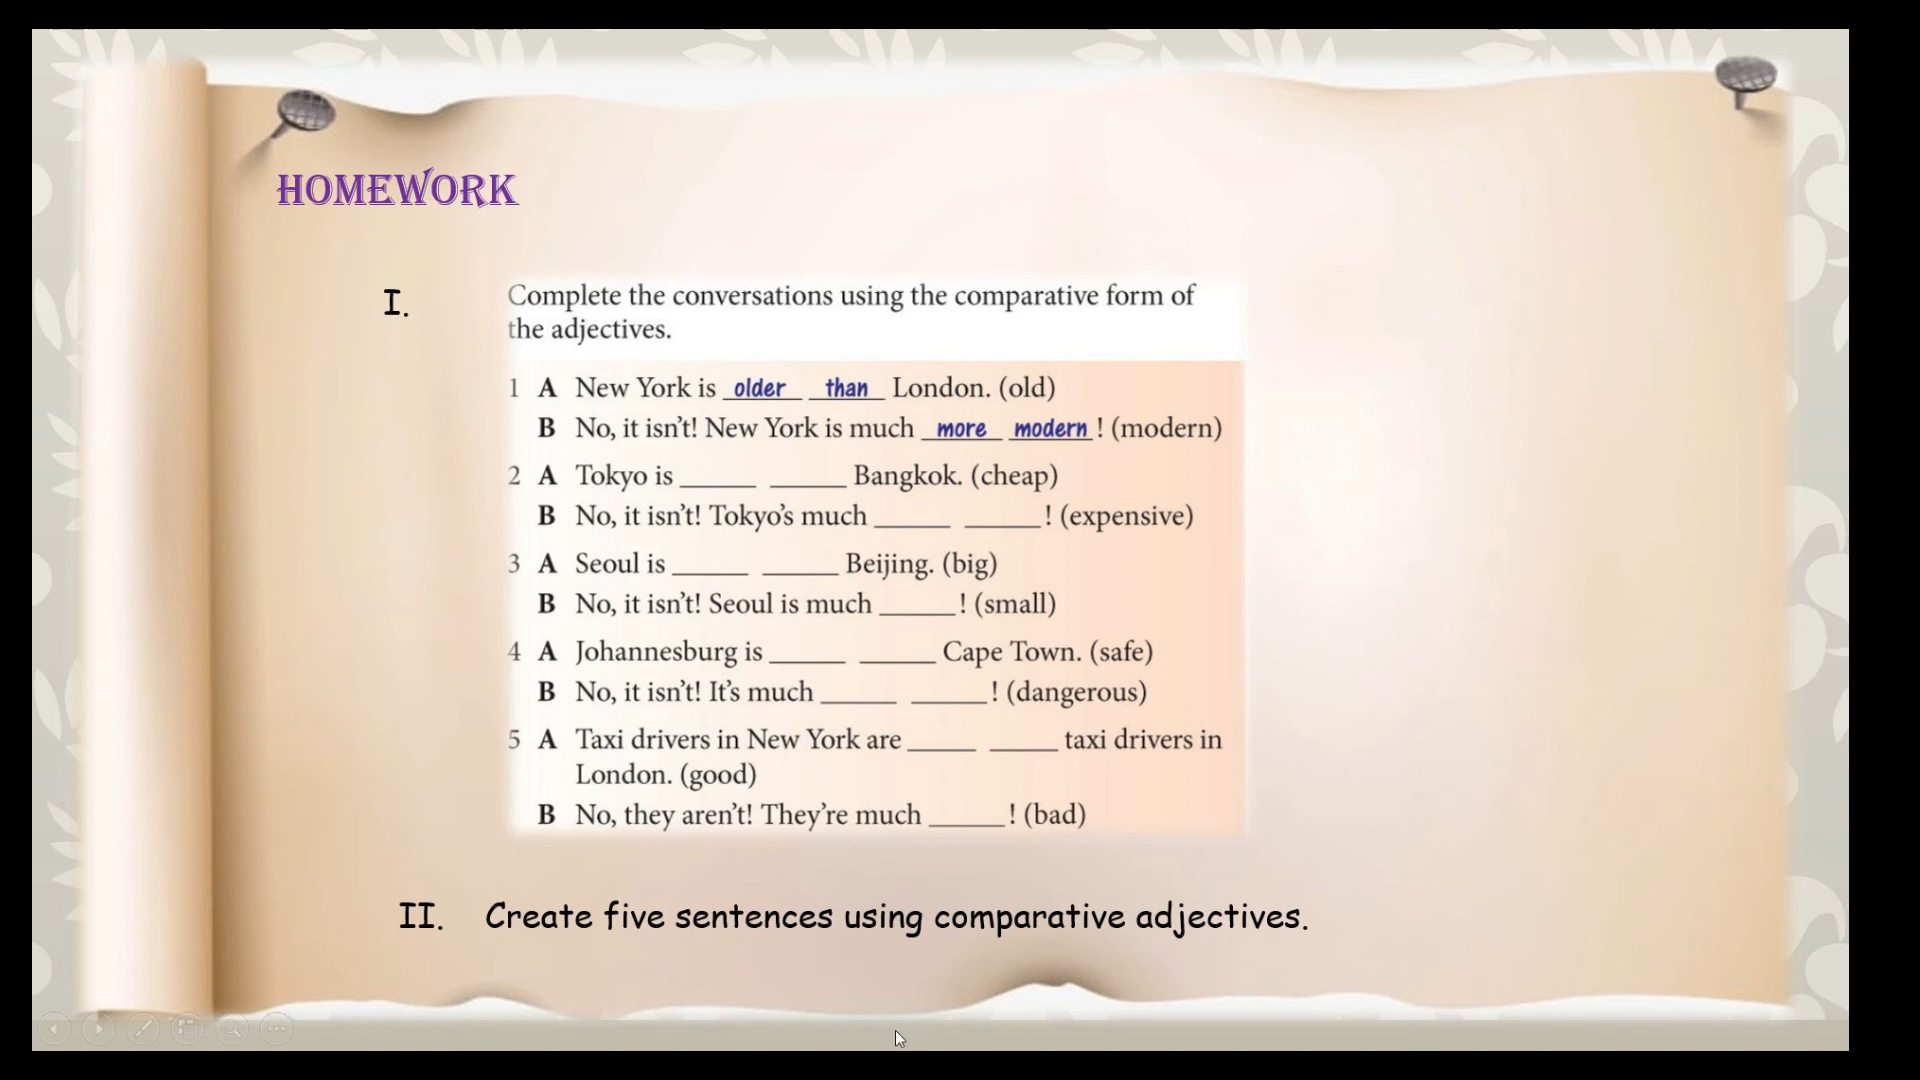 HOMEWORK
I.
Complete the conversations using the comparative form of
the adjectives.
1 A New York is older than London. (old)
B No, it isn't! New York is much more modern! (modern)
2 A Tokyo is ______ ______ Bangkok. (cheap)
B No, it isn't! Tokyo's much ______ ______! (expensive)
3 A Seoul is ______ ______ Beijing. (big)
B No, it isn't! Seoul is much ______! (small)
4 A Johannesburg is ______ ______ Cape Town. (safe)
B No, it isn't! It's much ______ ______! (dangerous)
5 A Taxi drivers in New York are _____ _____ taxi drivers in
London. (good)
B No, they aren't! They're much ______! (bad)
II. Create five sentences using comparative adjectives.